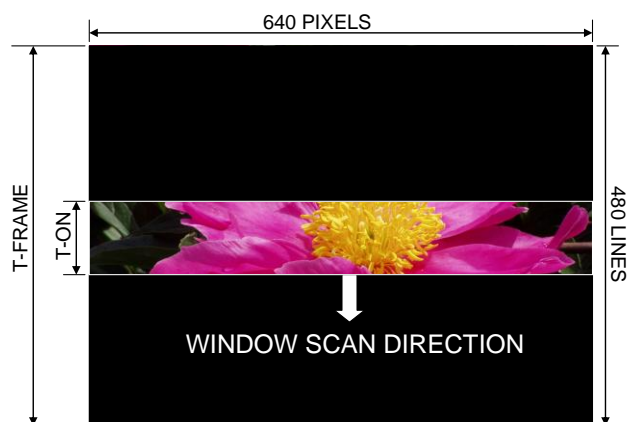 640 PIXELS
T-FRAME
T-ON
480 LINES
WINDOW SCAN DIRECTION